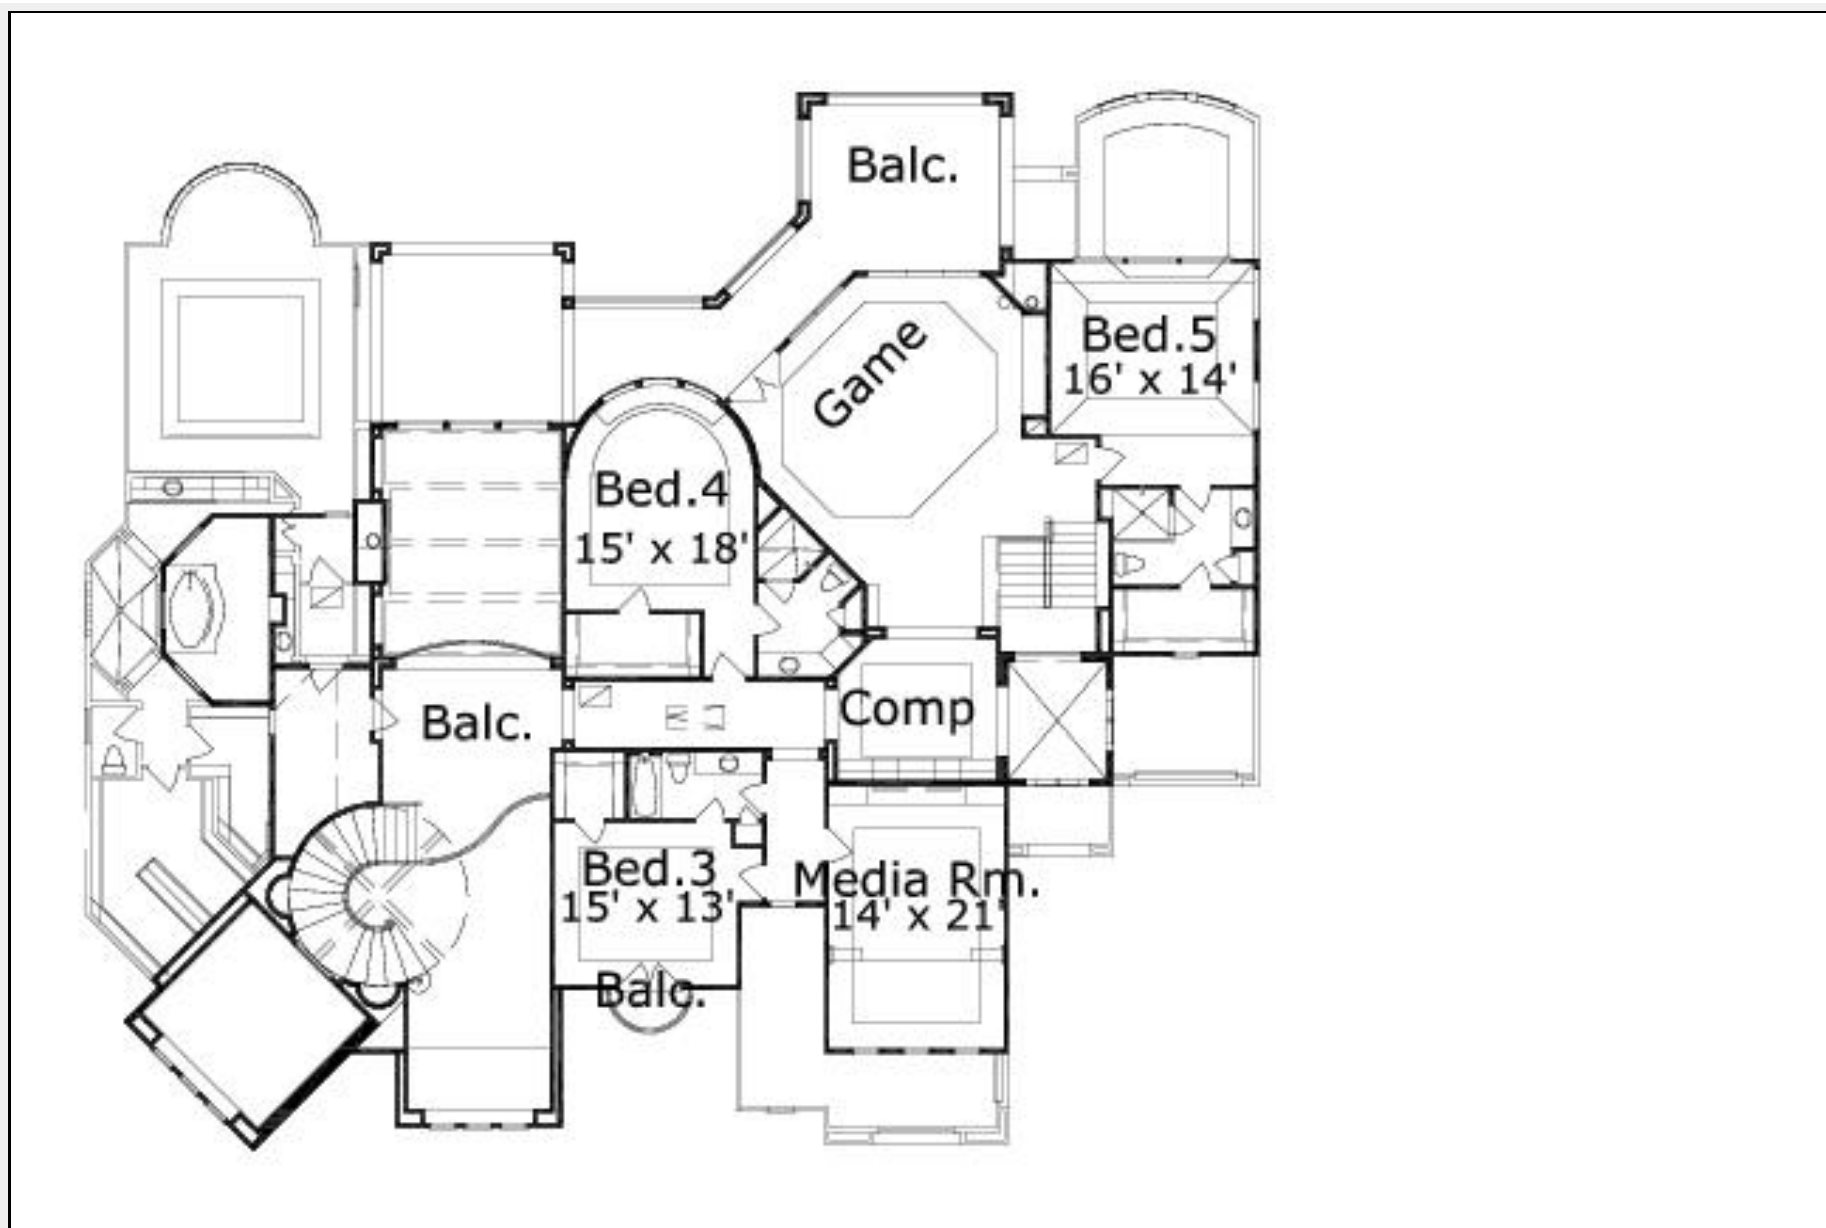 Balc.
Bed.5
16' x 14'
Game
Bed.4
15' x 18'
Balc.
Comp
Bed.3
15' x 13'
Media Rm.
14' x 21'
Balc.